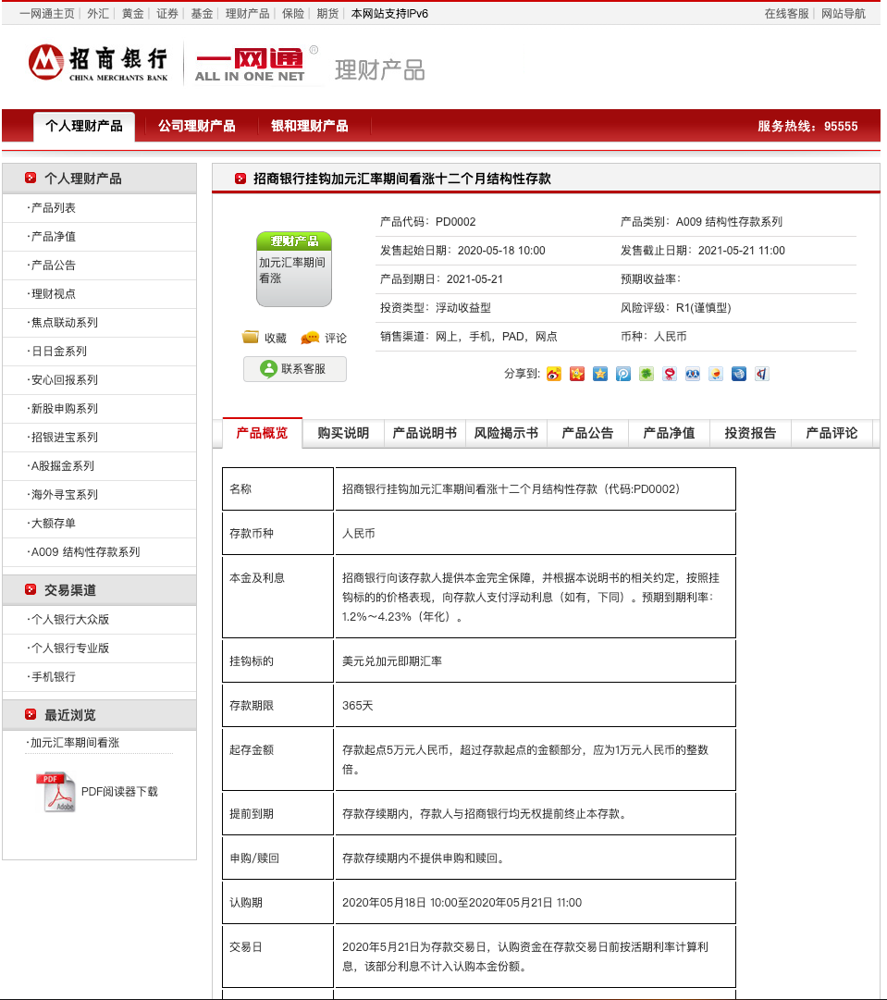 一网通主页 | 外汇 | 黄金 | 证券 | 基金 | 理财产品 | 保险 | 期货 | 本网站支持IPv6
在线客服 | 网站导航
招商银行
CHINA MERCHANTS BANK
一网通®
ALL IN ONE NET
理财产品
个人理财产品 公司理财产品 银和理财产品 服务热线：95555
个人理财产品
·产品列表
·产品净值
·产品公告
·理财视点
·焦点联动系列
·日日金系列
·安心回报系列
·新股申购系列
·招银进宝系列
·A股掘金系列
·海外寻宝系列
·大额存单
·A009 结构性存款系列
交易渠道
·个人银行大众版
·个人银行专业版
·手机银行
最近浏览
·加元汇率期间看涨
PDF
Adobe
PDF阅读器下载
招商银行挂钩加元汇率期间看涨十二个月结构性存款
理财产品
加元汇率期间
看涨
收藏 评论
联系客服
产品代码：PD0002 产品类别：A009 结构性存款系列
发售起始日期：2020-05-18 10:00 发售截止日期：2021-05-21 11:00
产品到期日：2021-05-21 预期收益率：
投资类型：浮动收益型 风险评级：R1(谨慎型)
销售渠道：网上，手机，PAD，网点 币种：人民币
分享到：
产品概览 购买说明 产品说明书 风险揭示书 产品公告 产品净值 投资报告 产品评论
名称 招商银行挂钩加元汇率期间看涨十二个月结构性存款（代码:PD0002）
存款币种 人民币
本金及利息 招商银行向该存款人提供本金完全保障，并根据本说明书的相关约定，按照挂
钩标的的价格表现，向存款人支付浮动利息（如有，下同）。预期到期利率：
1.2%～4.23%（年化）。
挂钩标的 美元兑加元即期汇率
存款期限 365天
起存金额 存款起点5万元人民币，超过存款起点的金额部分，应为1万元人民币的整数
倍。
提前到期 存款存续期内，存款人与招商银行均无权提前终止本存款。
申购/赎回 存款存续期内不提供申购和赎回。
认购期 2020年05月18日 10:00至2020年05月21日 11:00
交易日 2020年5月21日为存款交易日，认购资金在存款交易日前按活期利率计算利
息，该部分利息不计入认购本金份额。